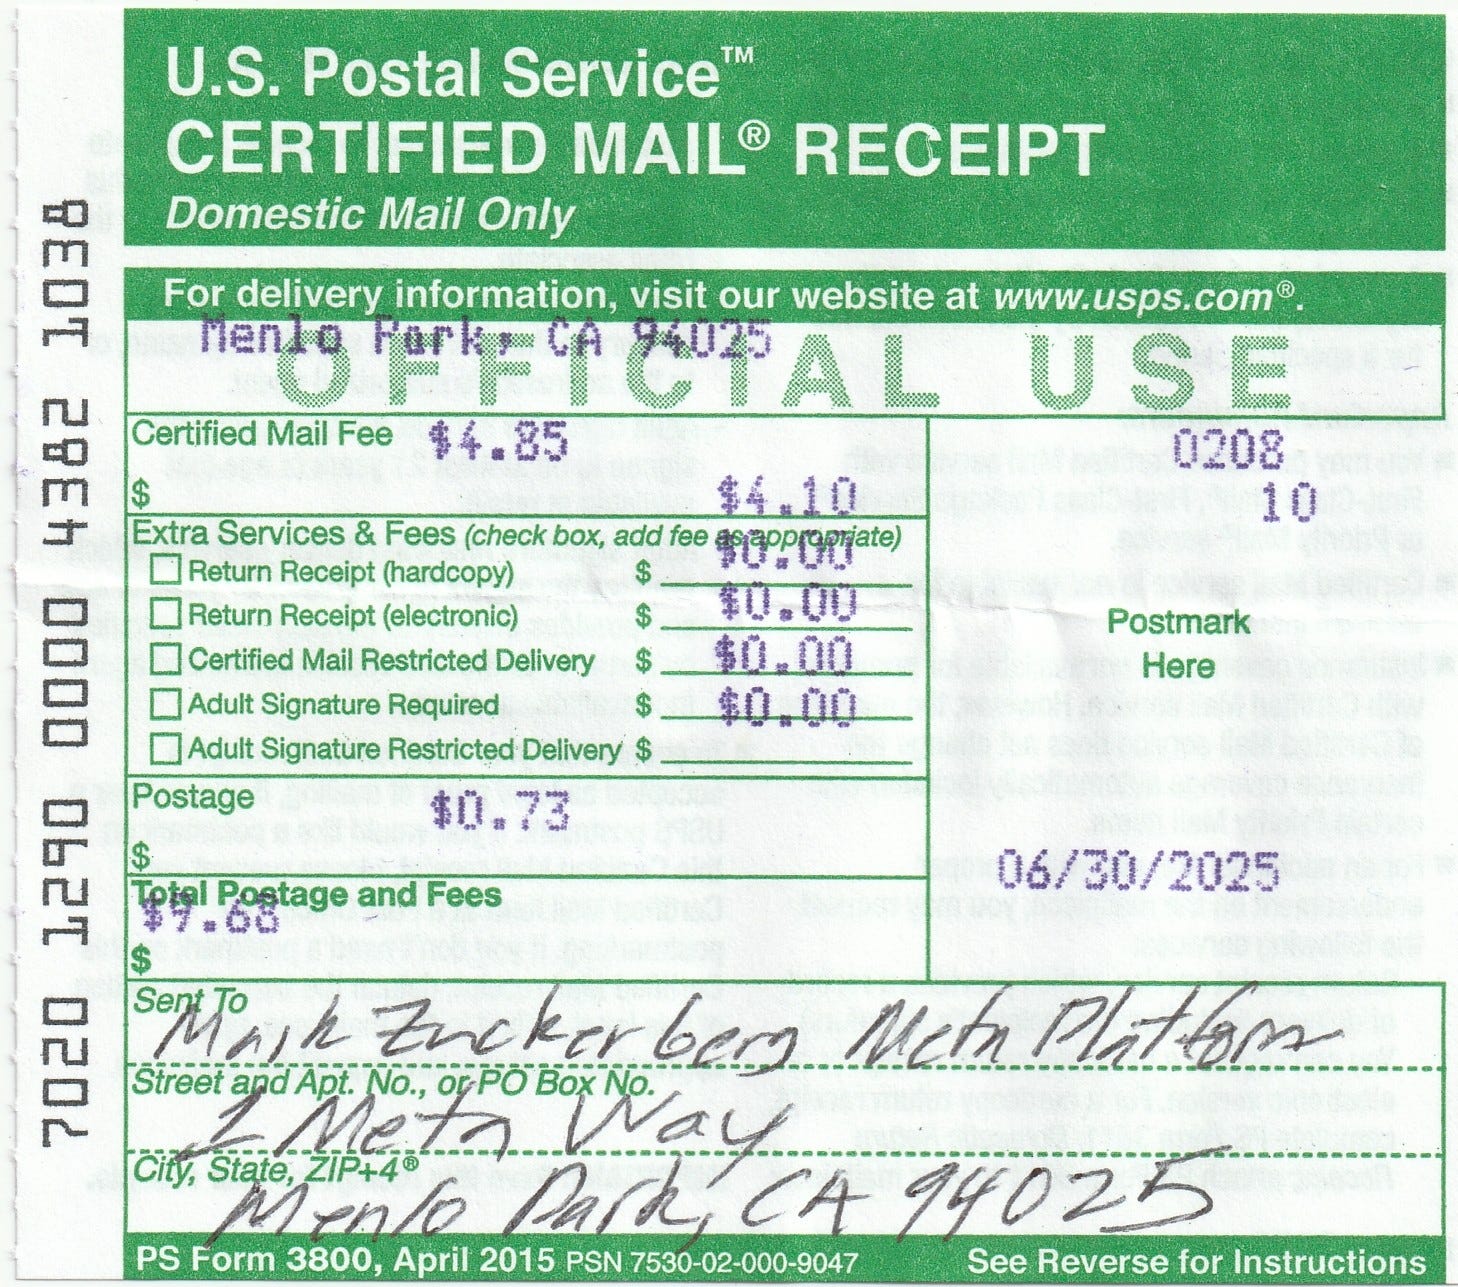 U.S. Postal Service™
CERTIFIED MAIL® RECEIPT
Domestic Mail Only
For delivery information, visit our website at www.usps.com®.
Menlo Park, CA 94025
OFFICIAL USE
Certified Mail Fee $4.85
$
$4.10
0208
10
Extra Services & Fees (check box, add fee as appropriate)
Return Receipt (hardcopy) $ $0.00
Return Receipt (electronic) $ $0.00
Certified Mail Restricted Delivery $ $0.00
Adult Signature Required $ $0.00
Adult Signature Restricted Delivery $
Postmark
Here
Postage $0.73
$
06/30/2025
Total Postage and Fees
$9.68
$
Sent To
Mark Zuckerberg Meta Platform
Street and Apt. No., or PO Box No.
1 Meta Way
City, State, ZIP+4®
Menlo Park, CA 94025
PS Form 3800, April 2015 PSN 7530-02-000-9047 See Reverse for Instructions
7020 1290 0000 2843 1038